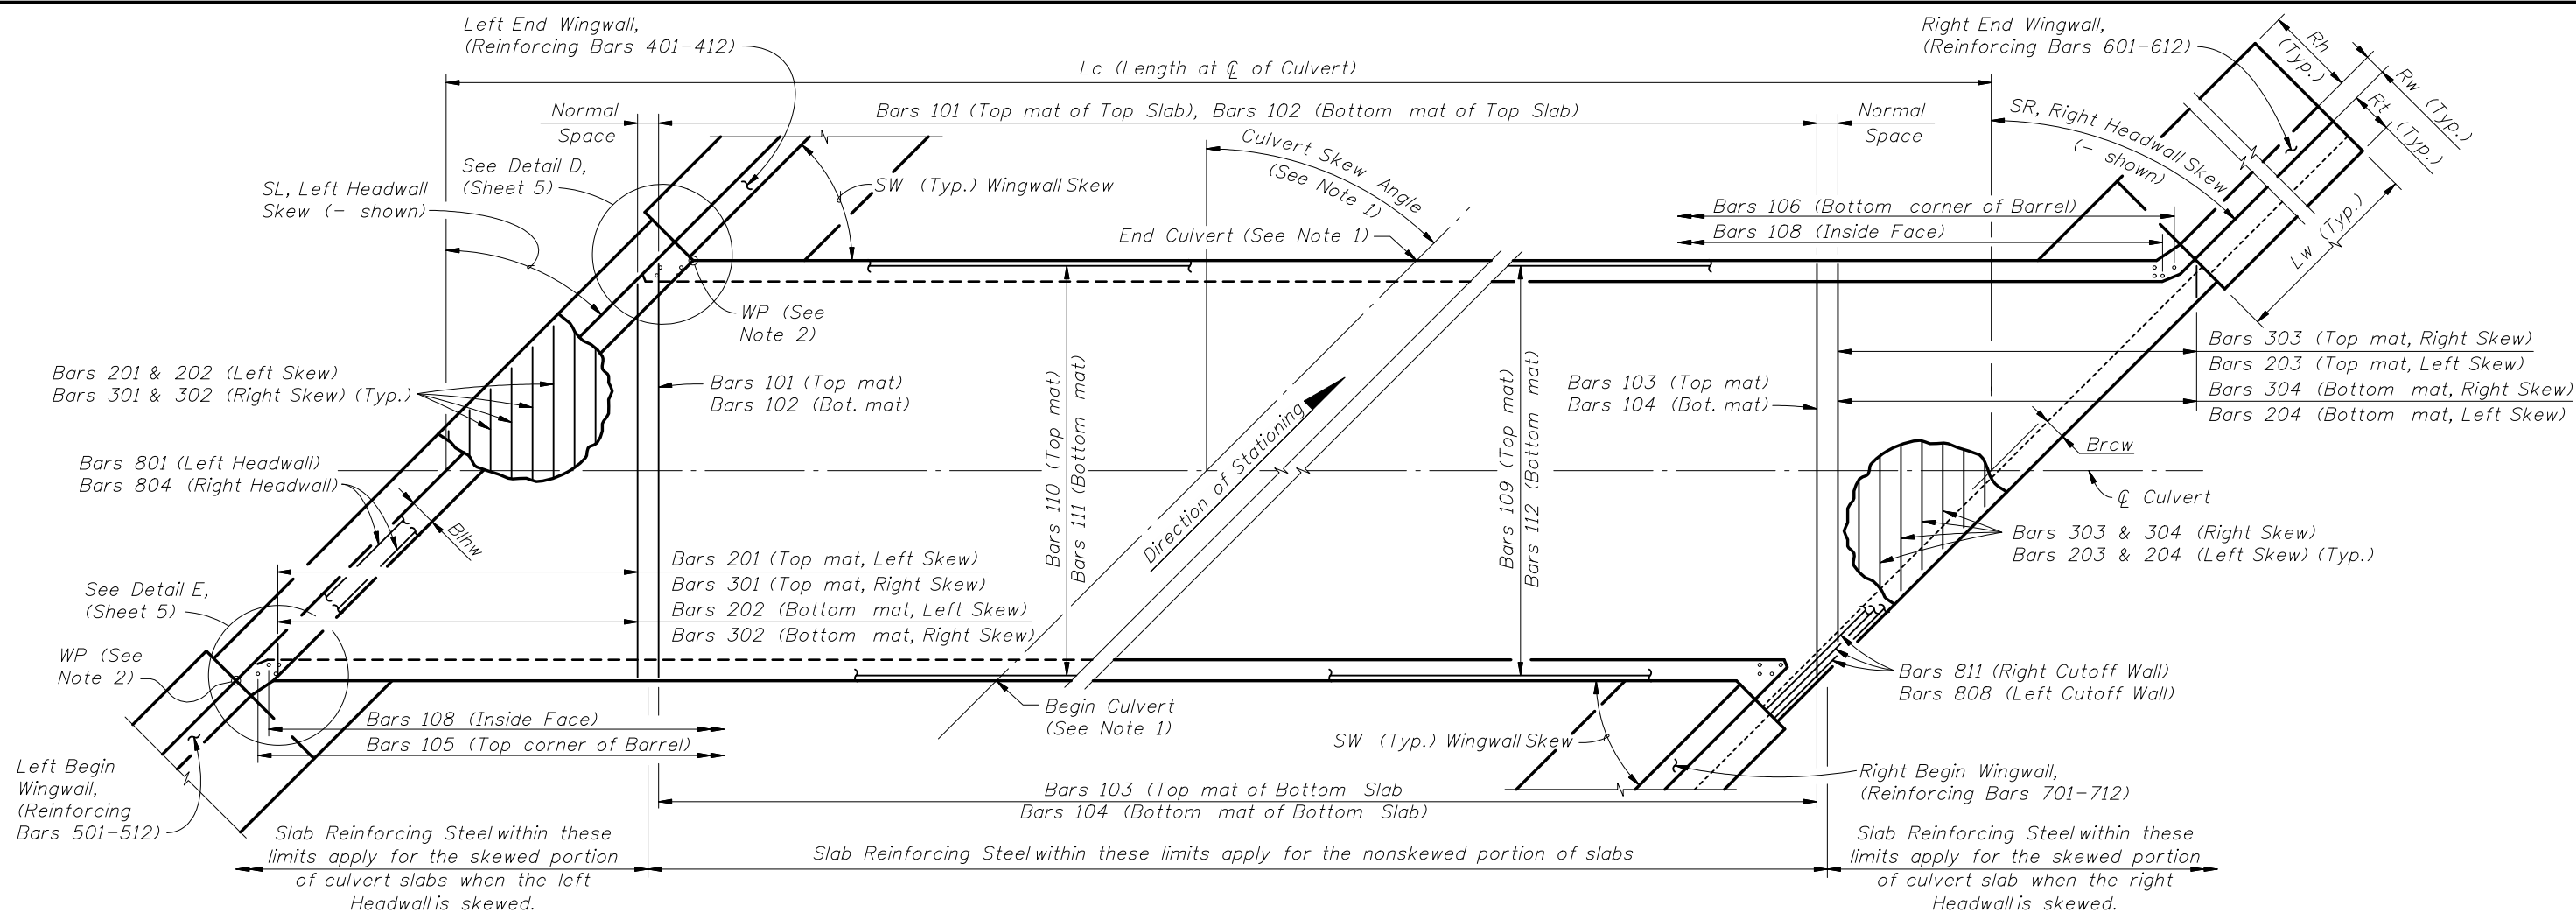 Left End Wingwall,
(Reinforcing Bars 401-412)
Right End Wingwall,
(Reinforcing Bars 601-612)
Rh
(Typ.)
Rw (Typ.)
Rt (Typ.)
Lc (Length at ℄ of Culvert)
Normal
Space
Bars 101 (Top mat of Top Slab), Bars 102 (Bottom mat of Top Slab)
Normal
Space
SR, Right Headwall Skew
(- shown)
Culvert Skew Angle
(See Note 1)
See Detail D,
(Sheet 5)
SL, Left Headwall
Skew (- shown)
SW (Typ.) Wingwall Skew
End Culvert (See Note 1)
Bars 106 (Bottom corner of Barrel)
Bars 108 (Inside Face)
Lw (Typ.)
WP (See
Note 2)
Bars 201 & 202 (Left Skew)
Bars 301 & 302 (Right Skew) (Typ.)
Bars 101 (Top mat)
Bars 102 (Bot. mat)
Bars 110 (Top mat)
Bars 111 (Bottom mat)
Direction of Stationing
Bars 109 (Top mat)
Bars 112 (Bottom mat)
Bars 103 (Top mat)
Bars 104 (Bot. mat)
Bars 303 (Top mat, Right Skew)
Bars 203 (Top mat, Left Skew)
Bars 304 (Bottom mat, Right Skew)
Bars 204 (Bottom mat, Left Skew)
Brcw
℄ Culvert
Bars 801 (Left Headwall)
Bars 804 (Right Headwall)
Blhw
Bars 303 & 304 (Right Skew)
Bars 203 & 204 (Left Skew) (Typ.)
See Detail E,
(Sheet 5)
Bars 201 (Top mat, Left Skew)
Bars 301 (Top mat, Right Skew)
Bars 202 (Bottom mat, Left Skew)
Bars 302 (Bottom mat, Right Skew)
WP (See
Note 2)
Bars 811 (Right Cutoff Wall)
Bars 808 (Left Cutoff Wall)
Bars 108 (Inside Face)
Bars 105 (Top corner of Barrel)
Begin Culvert
(See Note 1)
SW (Typ.) Wingwall Skew
Left Begin
Wingwall,
(Reinforcing
Bars 501-512)
Right Begin Wingwall,
(Reinforcing Bars 701-712)
Bars 103 (Top mat of Bottom Slab
Bars 104 (Bottom mat of Bottom Slab)
Slab Reinforcing Steel within these
limits apply for the skewed portion
of culvert slabs when the left
Headwall is skewed.
Slab Reinforcing Steel within these limits apply for the nonskewed portion of slabs
Slab Reinforcing Steel within these
limits apply for the skewed portion
of culvert slab when the right
Headwall is skewed.